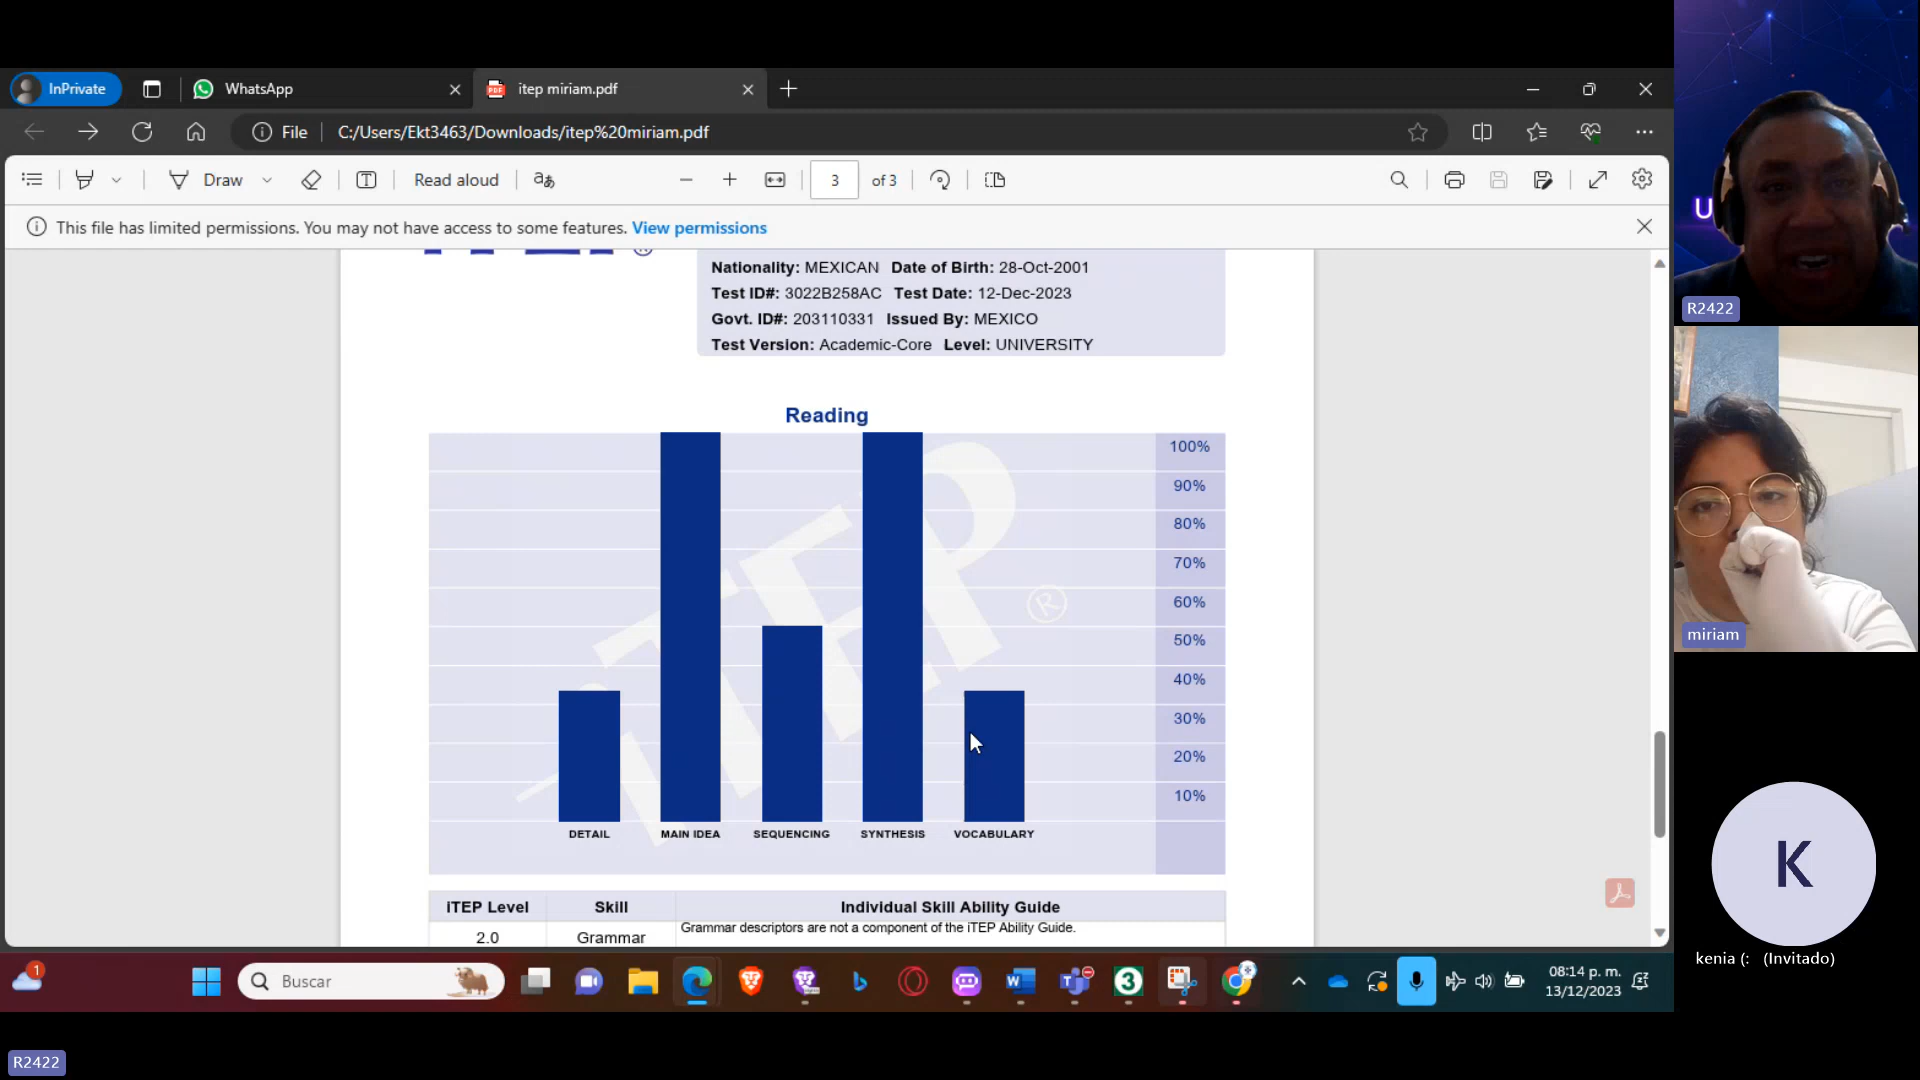 InPrivate
WhatsApp
itep miriam.pdf
File
C:/Users/Ekt3463/Downloads/itep%20miriam.pdf
Draw
Read aloud
3
of 3
This file has limited permissions. You may not have access to some features. View permissions
Nationality: MEXICAN Date of Birth: 28-Oct-2001
Test ID#: 3022B258AC Test Date: 12-Dec-2023
Govt. ID#: 203110331 Issued By: MEXICO
Test Version: Academic-Core Level: UNIVERSITY
Reading
iTEP ®
100%
90%
80%
70%
60%
50%
40%
30%
20%
10%
DETAIL MAIN IDEA SEQUENCING SYNTHESIS VOCABULARY
iTEP Level Skill Individual Skill Ability Guide
2.0 Grammar Grammar descriptors are not a component of the iTEP Ability Guide.
1
Buscar
3
08:14 p. m.
13/12/2023
U
R2422
miriam
K
kenia (: (Invitado)
R2422